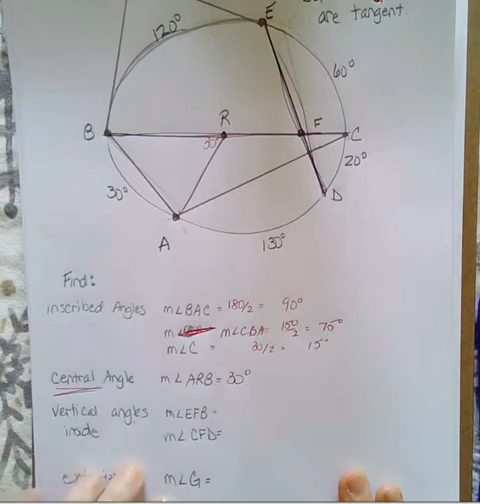 are tangent
E
120°
60°
B
R
F
C
30°
20°
30°
D
A
130°
Find:
inscribed Angles m∠BAC = 180/2 = 90°
m m∠CBA = 150/2 = 75°
m∠C = 30/2 = 15°
Central Angle m∠ARB = 30°
Vertical angles m∠EFB =
inside m∠CFD =
m∠G =